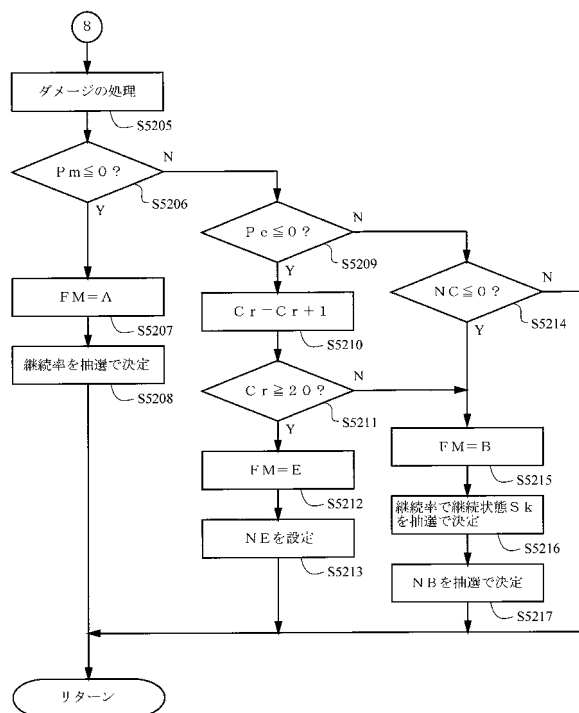 8
ダメージの処理
S5205
Pm≦0?
N
Y
S5206
Pe≦0?
N
Y
S5209
FM=A
S5207
Cr−Cr+1
S5210
NC≦0?
N
Y
S5214
継続率を抽選で決定
S5208
Cr≧20?
N
Y
S5211
FM=B
S5215
FM=E
S5212
継続率で継続状態Sk
を抽選で決定
S5216
NEを設定
S5213
NBを抽選で決定
S5217
リターン